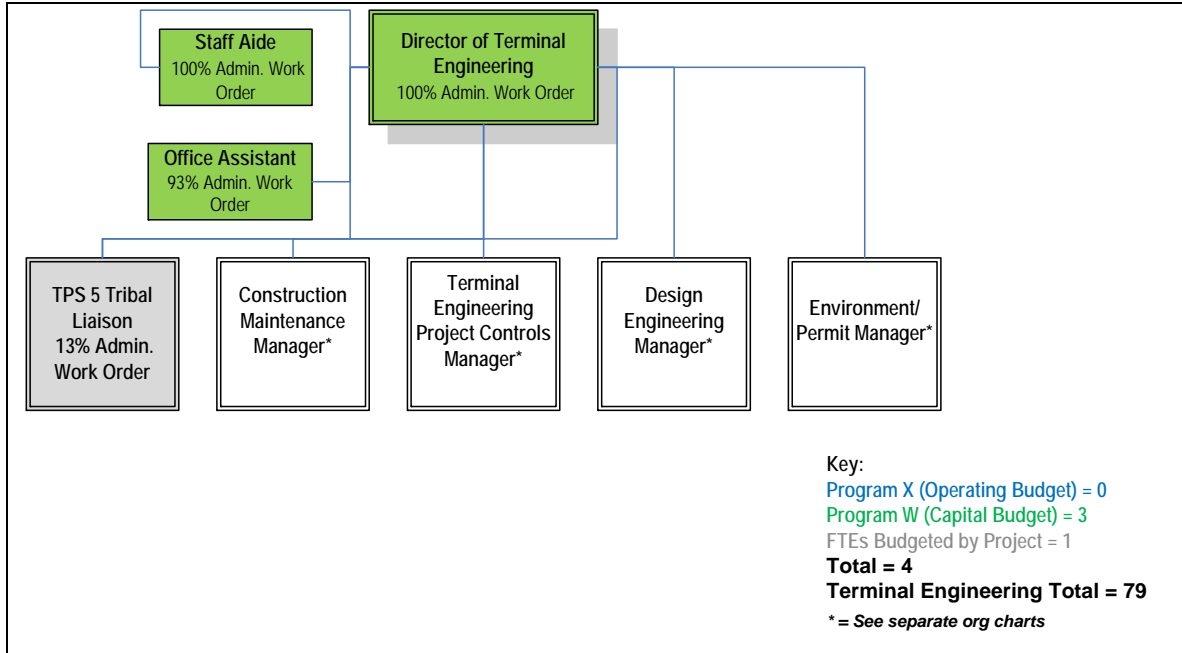 Staff Aide
100% Admin. Work
Order
Director of Terminal
Engineering
100% Admin. Work Order
Office Assistant
93% Admin. Work
Order
TPS 5 Tribal
Liaison
13% Admin.
Work Order
Construction
Maintenance
Manager*
Terminal
Engineering
Project Controls
Manager*
Design
Engineering
Manager*
Environment/
Permit Manager*
Key:
Program X (Operating Budget) = 0
Program W (Capital Budget) = 3
FTEs Budgeted by Project = 1
Total = 4
Terminal Engineering Total = 79
* = See separate org charts